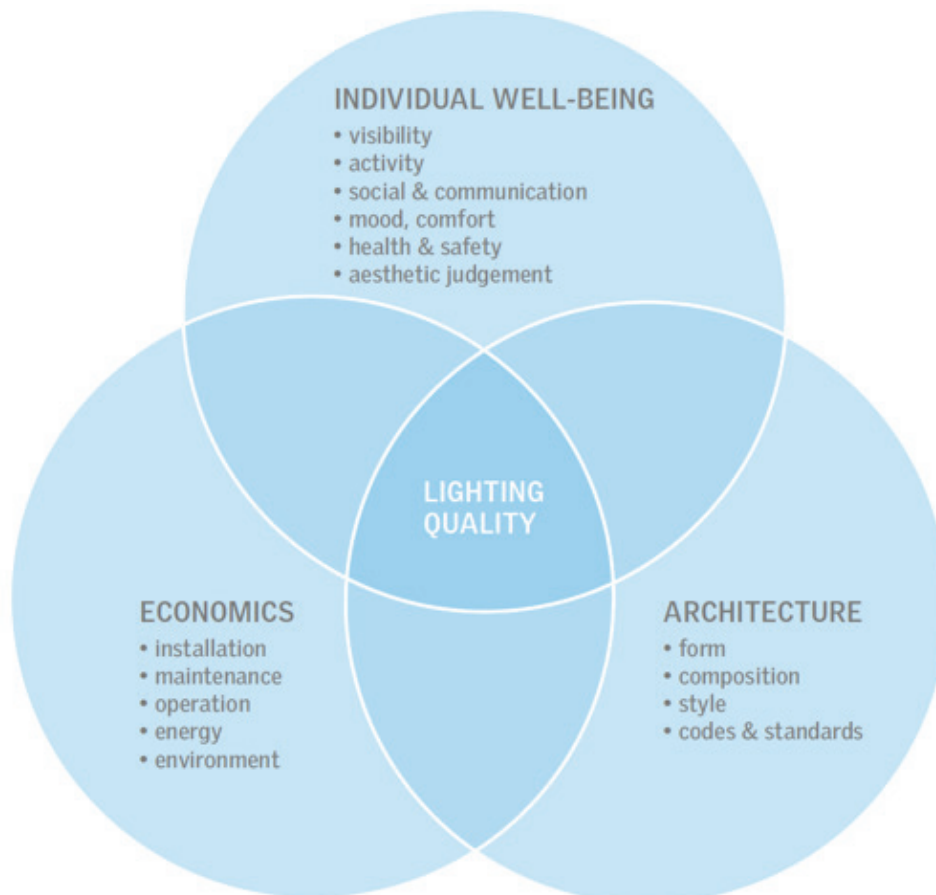 INDIVIDUAL WELL-BEING
• visibility
• activity
• social & communication
• mood, comfort
• health & safety
• aesthetic judgement
LIGHTING
QUALITY
ECONOMICS
• installation
• maintenance
• operation
• energy
• environment
ARCHITECTURE
• form
• composition
• style
• codes & standards